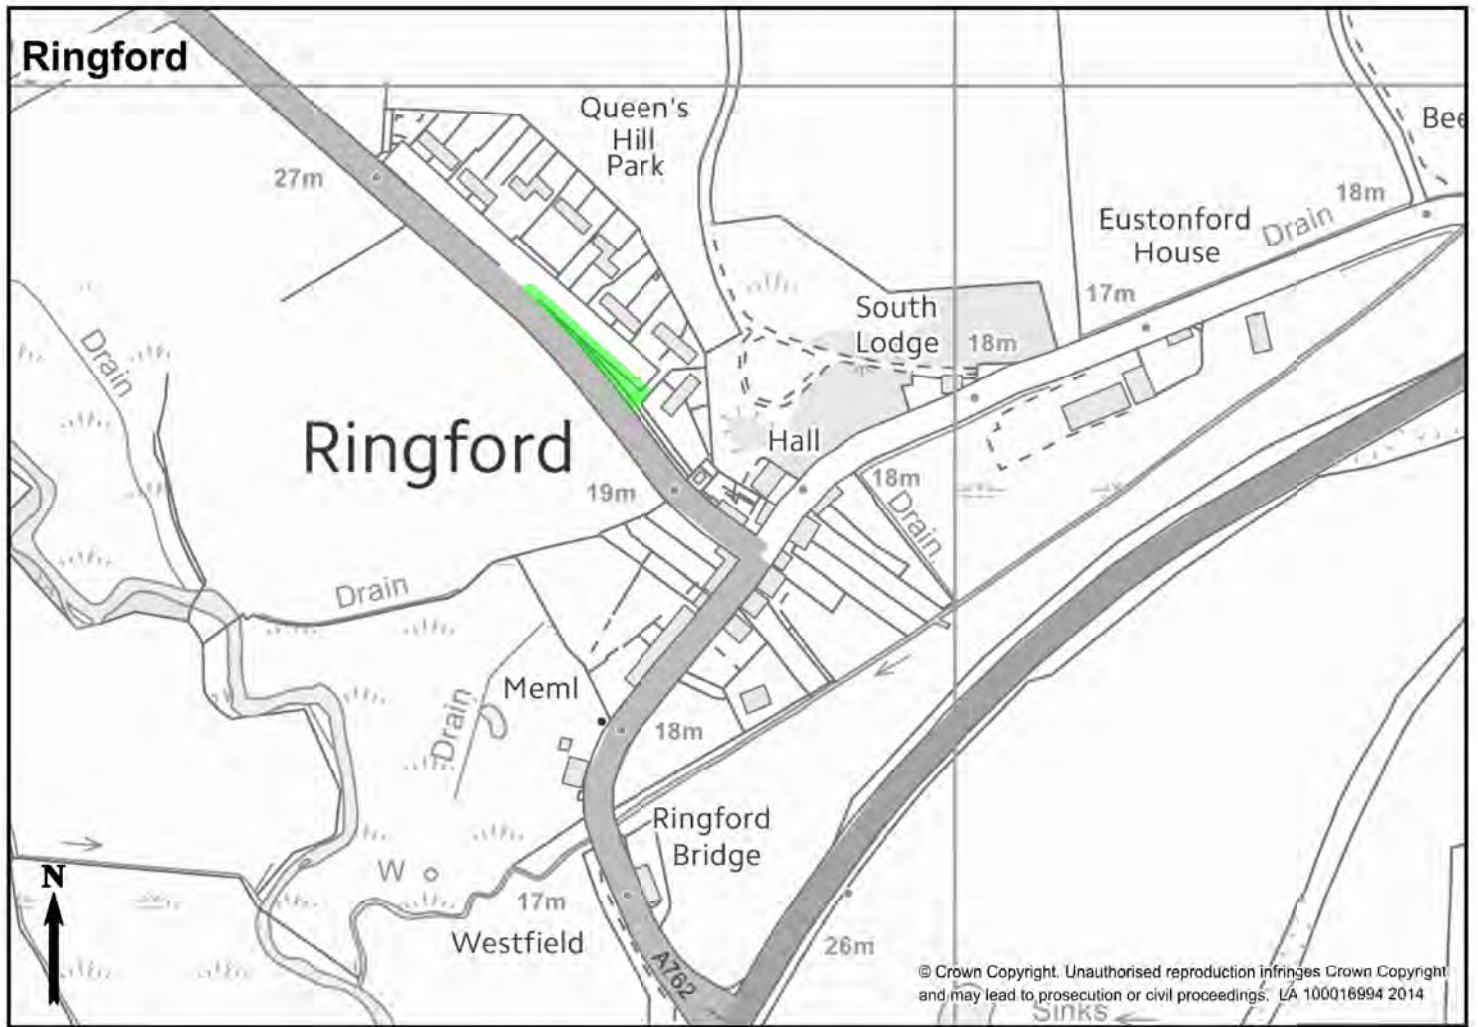 Ringford
Queen's
Hill
Park
27m
18m
Eustonford
House
Drain
17m
South
Lodge
18m
Drain
Ringford
Hall
19m
18m
Drain
Drain
Meml
18m
Drain
Ringford
Bridge
W
N
17m
Westfield
26m
A762
© Crown Copyright. Unauthorised reproduction infringes Crown Copyright
and may lead to prosecution or civil proceedings. LA 100016994 2014
Sinks